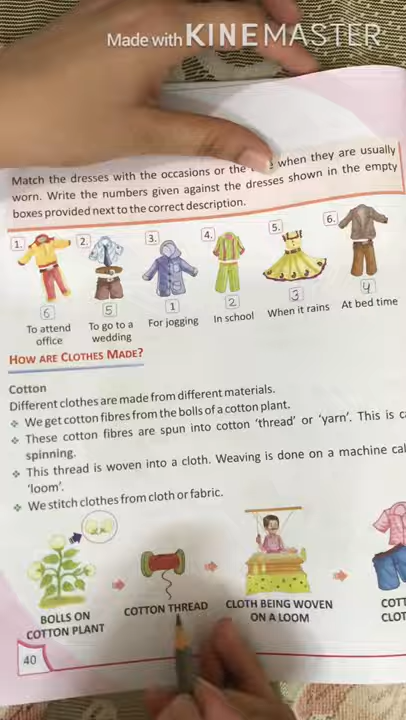 Made with KINEMASTER
Match the dresses with the occasions or the when they are usually
worn. Write the numbers given against the dresses shown in the empty
boxes provided next to the correct description.
1. 2. 3. 4. 5. 6.
6 5 1 2 3 4
To attend office To go to a wedding For jogging In school When it rains At bed time
HOW ARE CLOTHES MADE?
Cotton
Different clothes are made from different materials.
❖ We get cotton fibres from the bolls of a cotton plant.
❖ These cotton fibres are spun into cotton 'thread' or 'yarn'. This is
spinning.
❖ This thread is woven into a cloth. Weaving is done on a machine
'loom'.
❖ We stitch clothes from cloth or fabric.
BOLLS ON
COTTON PLANT
COTTON THREAD
CLOTH BEING WOVEN
ON A LOOM
40